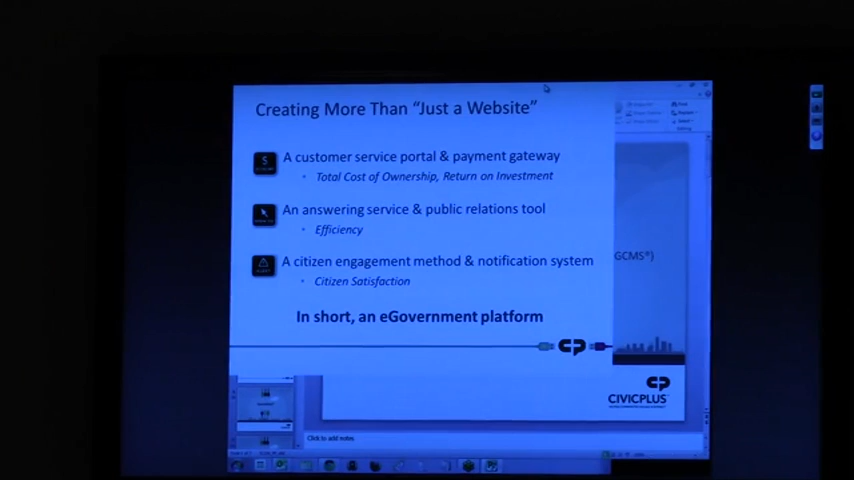 Creating More Than “Just a Website”
A customer service portal & payment gateway
• Total Cost of Ownership, Return on Investment
An answering service & public relations tool
• Efficiency
A citizen engagement method & notification system
• Citizen Satisfaction
In short, an eGovernment platform
GCMS®)
CIVICPLUS
Click to add notes